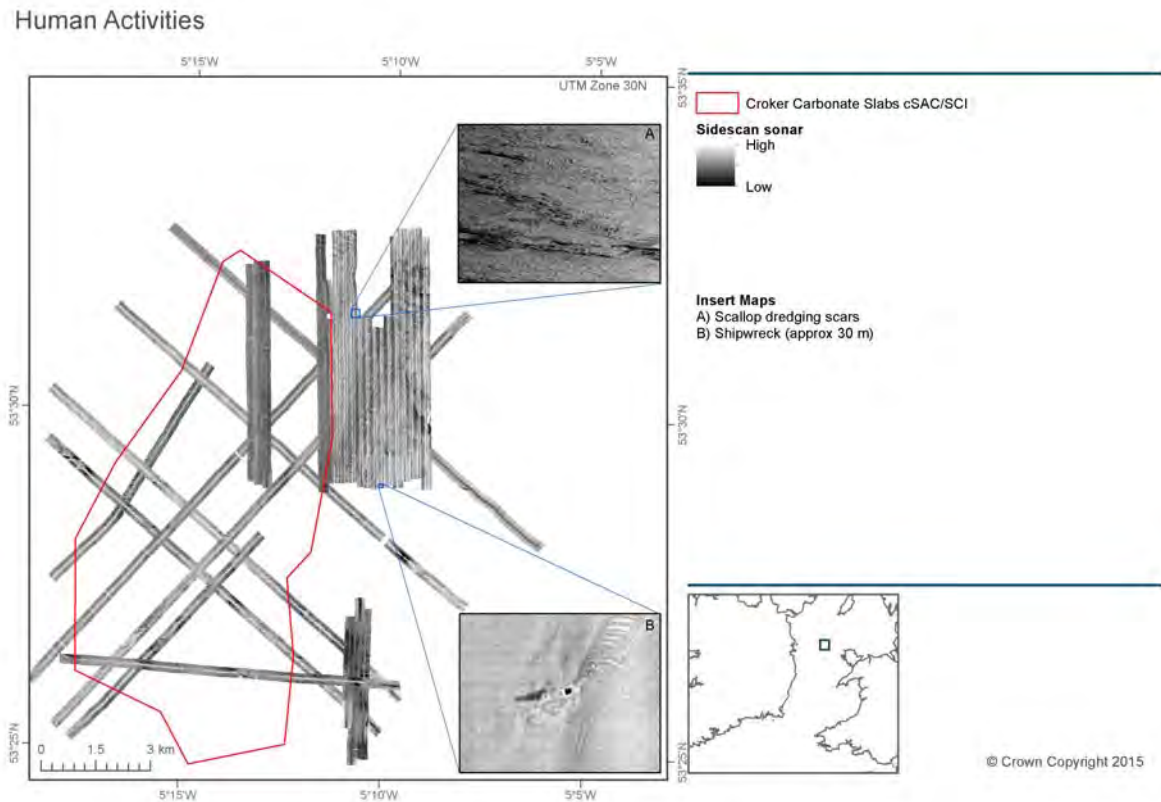 Human Activities
5°15'W
5°10'W
5°5'W
UTM Zone 30N
53°35'N
A
Croker Carbonate Slabs cSAC/SCI
Sidescan sonar
High
Low
Insert Maps
A) Scallop dredging scars
B) Shipwreck (approx 30 m)
53°30'N
53°30'N
B
53°25'N
53°25'N
0 1.5 3 km
5°15'W
5°10'W
5°5'W
© Crown Copyright 2015